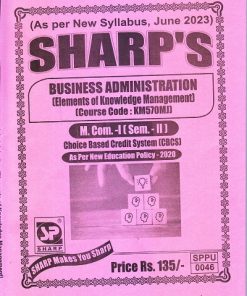 (As per New Syllabus, June 2023)
SHARP'S
BUSINESS ADMINISTRATION
(Elements of Knowledge Management)
(Course Code : KM570MJ)
M. Com. -I ( Sem. - II )
Choice Based Credit System (CBCS)
As Per New Education Policy - 2020
SP
SHARP
SHARP Makes You Sharp
Price Rs. 135/-
SPPU
0046